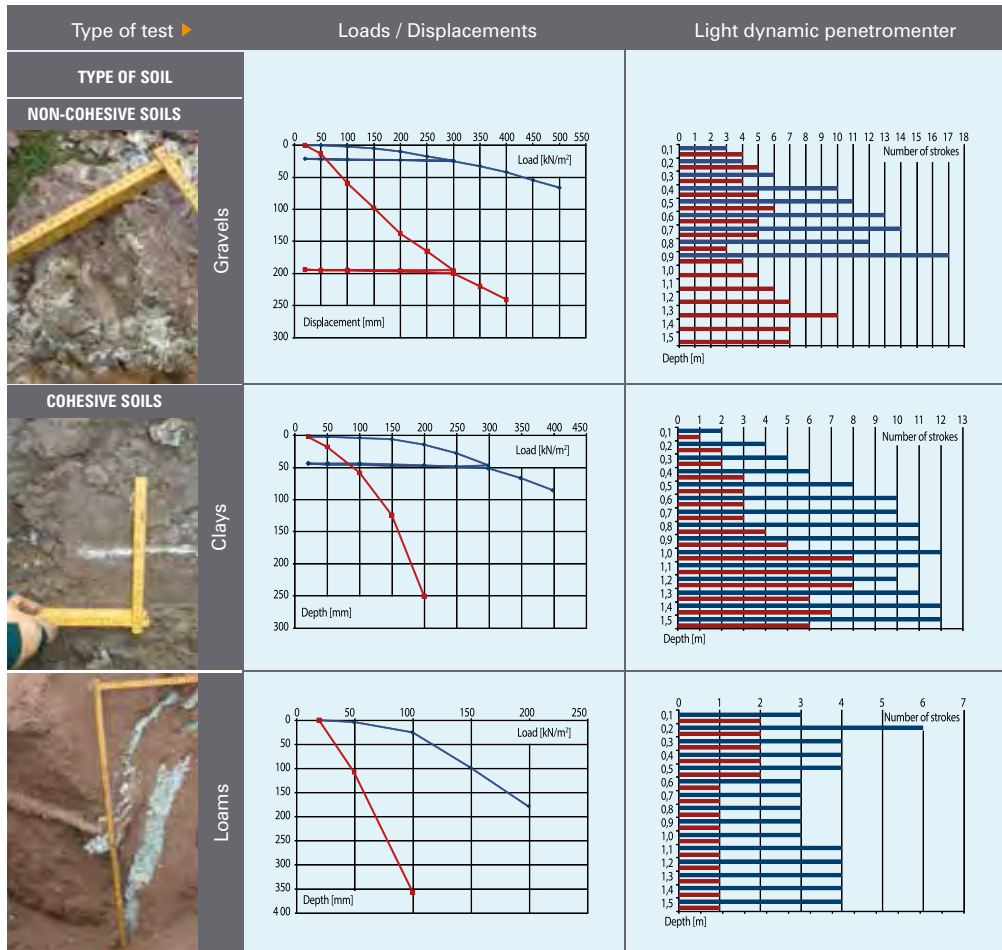 Type of test ▶ Loads / Displacements Light dynamic penetromenter
TYPE OF SOIL
NON-COHESIVE SOILS
Gravels
0 50 100 150 200 250 300 350 400 450 500 550
Load [kN/m²]
0
50
100
150
200
250
300
Displacement [mm]
0 1 2 3 4 5 6 7 8 9 10 11 12 13 14 15 16 17 18
Number of strokes
0,1
0,2
0,3
0,4
0,5
0,6
0,7
0,8
0,9
1,0
1,1
1,2
1,3
1,4
1,5
Depth [m]
COHESIVE SOILS
Clays
0 50 100 150 200 250 300 350 400 450
Load [kN/m²]
0
50
100
150
200
250
300
Depth [mm]
0 1 2 3 4 5 6 7 8 9 10 11 12 13
Number of strokes
0,1
0,2
0,3
0,4
0,5
0,6
0,7
0,8
0,9
1,0
1,1
1,2
1,3
1,4
1,5
Depth [m]
Loams
0 50 100 150 200 250
Load [kN/m²]
0
50
100
150
200
250
300
350
400
Depth [mm]
0 1 2 3 4 5 6 7
Number of strokes
0,1
0,2
0,3
0,4
0,5
0,6
0,7
0,8
0,9
1,0
1,1
1,2
1,3
1,4
1,5
Depth [m]